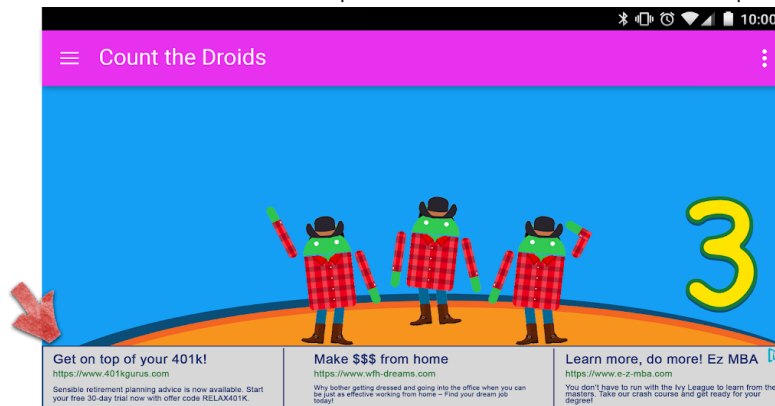 10:00
Count the Droids
3
Get on top of your 401k!
https://www.401kgurus.com
Sensible retirement planning advice is now available. Start
your free 30-day trial now with offer code RELAX401K.
Make $$$ from home
https://www.wfh-dreams.com
Why bother getting dressed and going into the office when you can
be just as effective working from home – Find your dream job
today!
Learn more, do more! Ez MBA
https://www.e-z-mba.com
You don't have to run with the Ivy League to learn from the
masters. Take our crash course and get ready for your
degree!